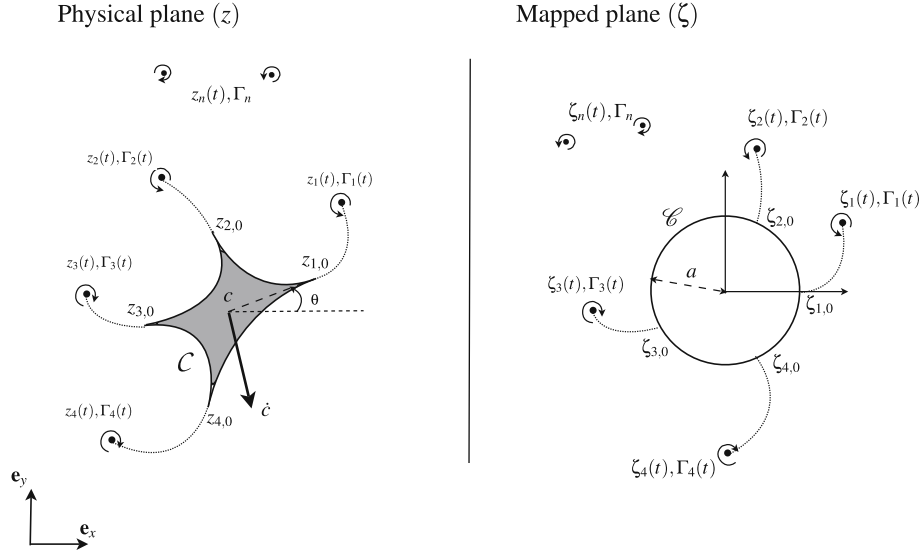 Physical plane (z)
z_n(t), Γ_n
z_2(t), Γ_2(t)
z_1(t), Γ_1(t)
z_{2,0}
z_3(t), Γ_3(t)
z_{1,0}
c
θ
z_{3,0}
𝒞
ċ
z_4(t), Γ_4(t)
z_{4,0}
e_y
e_x
Mapped plane (ζ)
ζ_n(t), Γ_n
ζ_2(t), Γ_2(t)
ζ_1(t), Γ_1(t)
𝒞
ζ_{2,0}
a
ζ_3(t), Γ_3(t)
ζ_{1,0}
ζ_{3,0}
ζ_{4,0}
ζ_4(t), Γ_4(t)